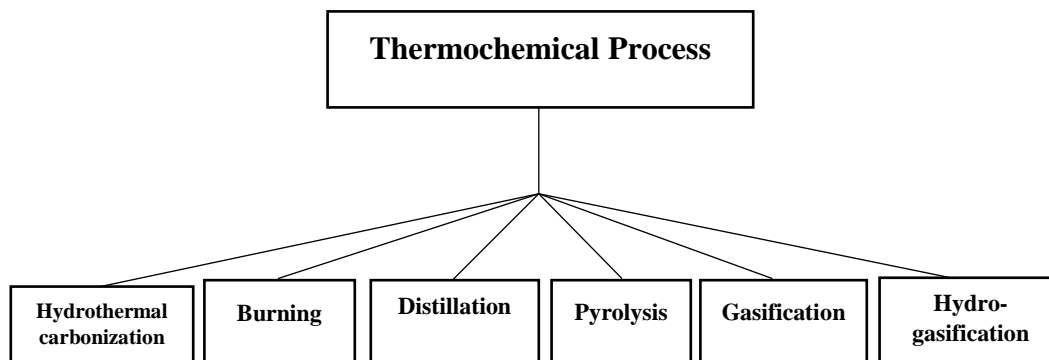 Thermochemical Process
Hydrothermal
carbonization
Burning
Distillation
Pyrolysis
Gasification
Hydro-
gasification